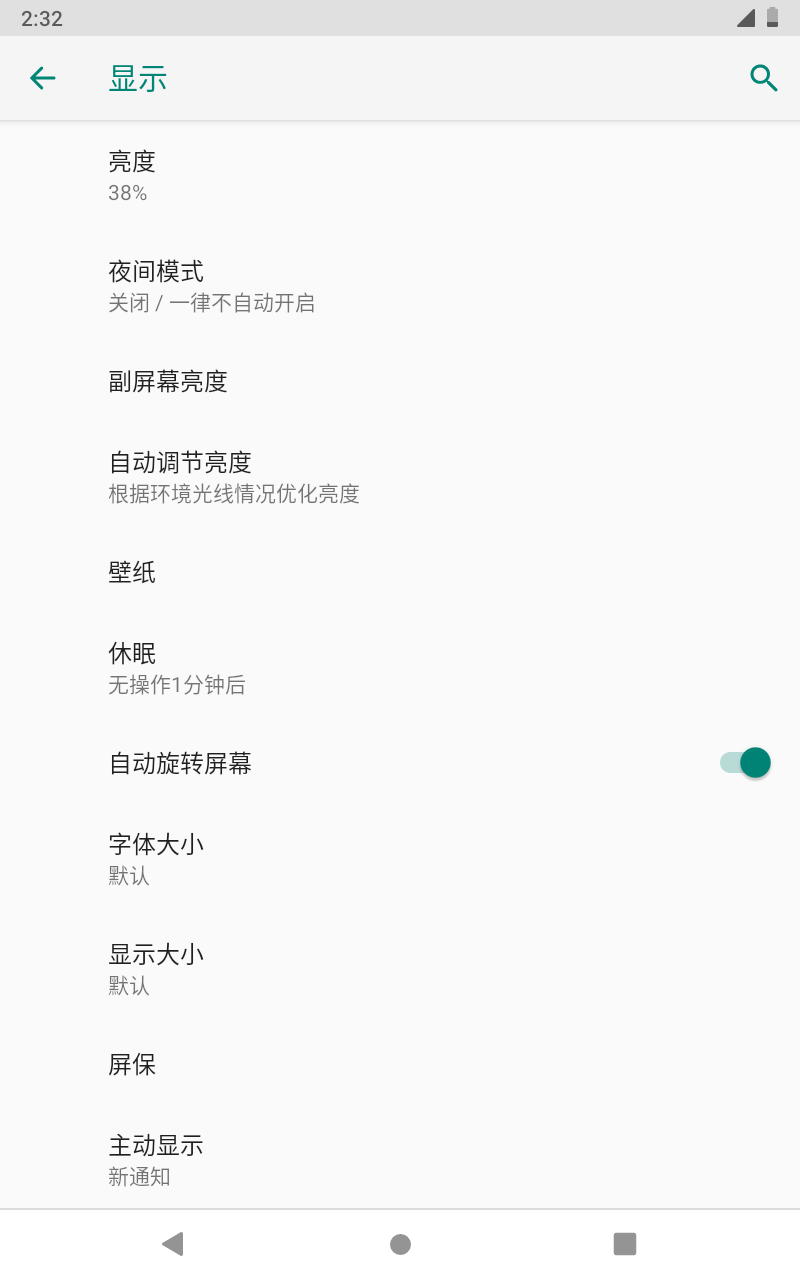 2:32
显示
亮度
38%
夜间模式
关闭 / 一律不自动开启
副屏幕亮度
自动调节亮度
根据环境光线情况优化亮度
壁纸
休眠
无操作1分钟后
自动旋转屏幕
字体大小
默认
显示大小
默认
屏保
主动显示
新通知